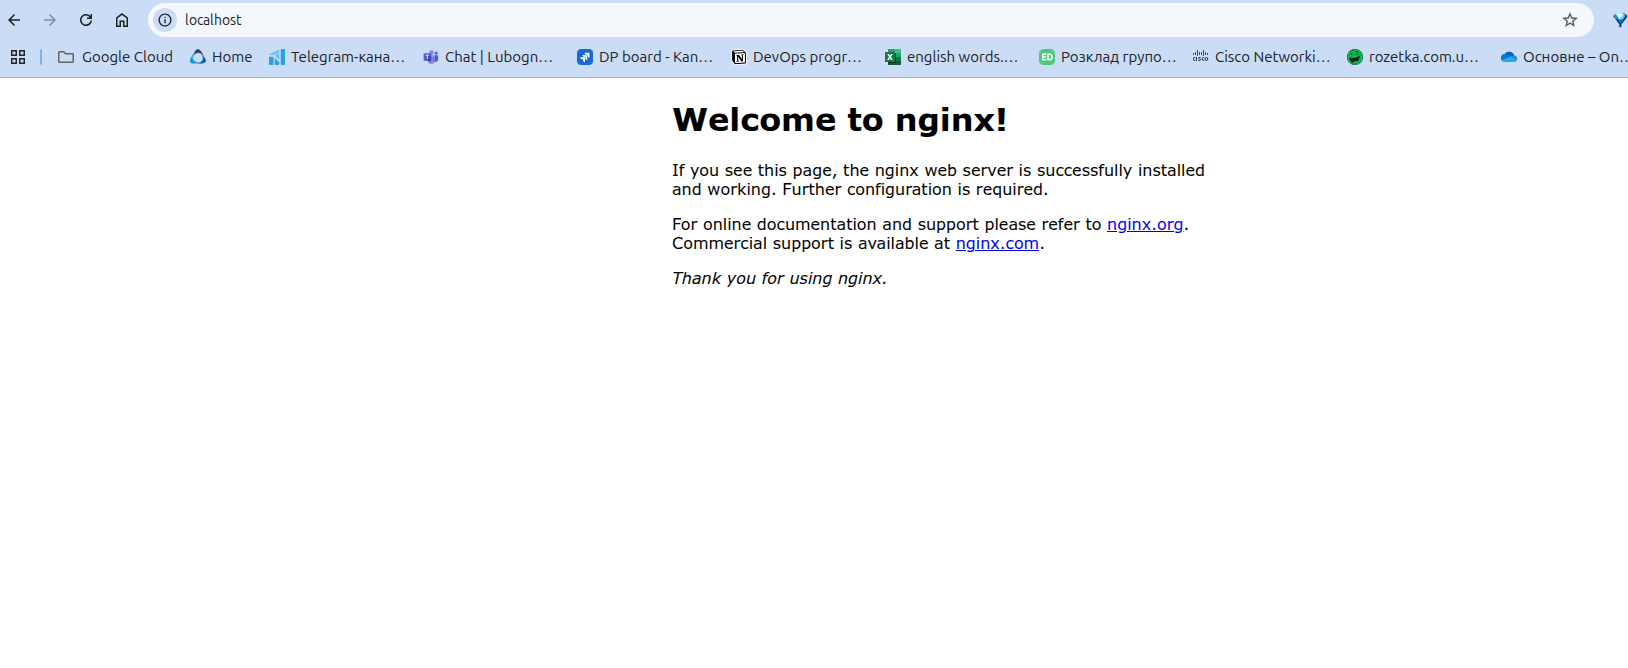 localhost
Google Cloud Home Telegram-кана... Chat | Lubogn... DP board - Kan... DevOps progr... english words.... Розклад групо... Cisco Networki... rozetka.com.u... Основне – On...
Welcome to nginx!
If you see this page, the nginx web server is successfully installed
and working. Further configuration is required.
For online documentation and support please refer to nginx.org.
Commercial support is available at nginx.com.
Thank you for using nginx.